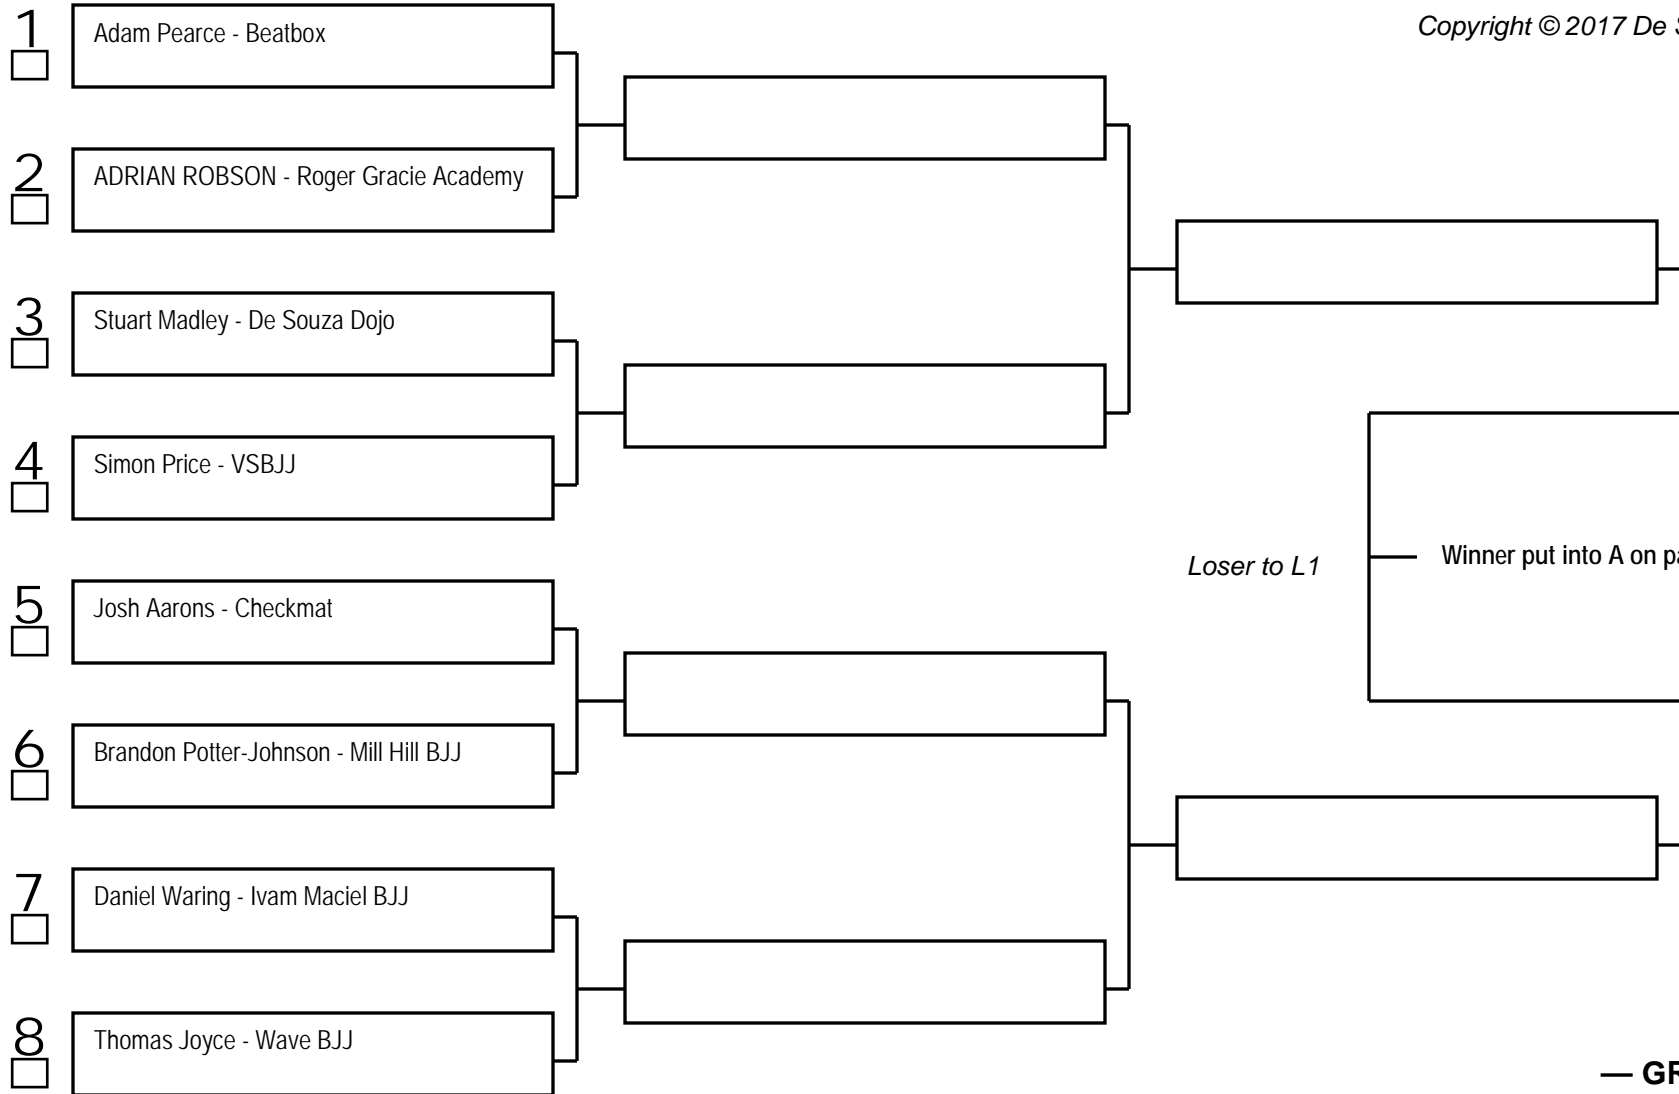 Copyright © 2017 De
1
Adam Pearce - Beatbox
2
ADRIAN ROBSON - Roger Gracie Academy
3
Stuart Madley - De Souza Dojo
4
Simon Price - VSBJJ
Loser to L1
Winner put into A on
5
Josh Aarons - Checkmat
6
Brandon Potter-Johnson - Mill Hill BJJ
7
Daniel Waring - Ivam Maciel BJJ
8
Thomas Joyce - Wave BJJ